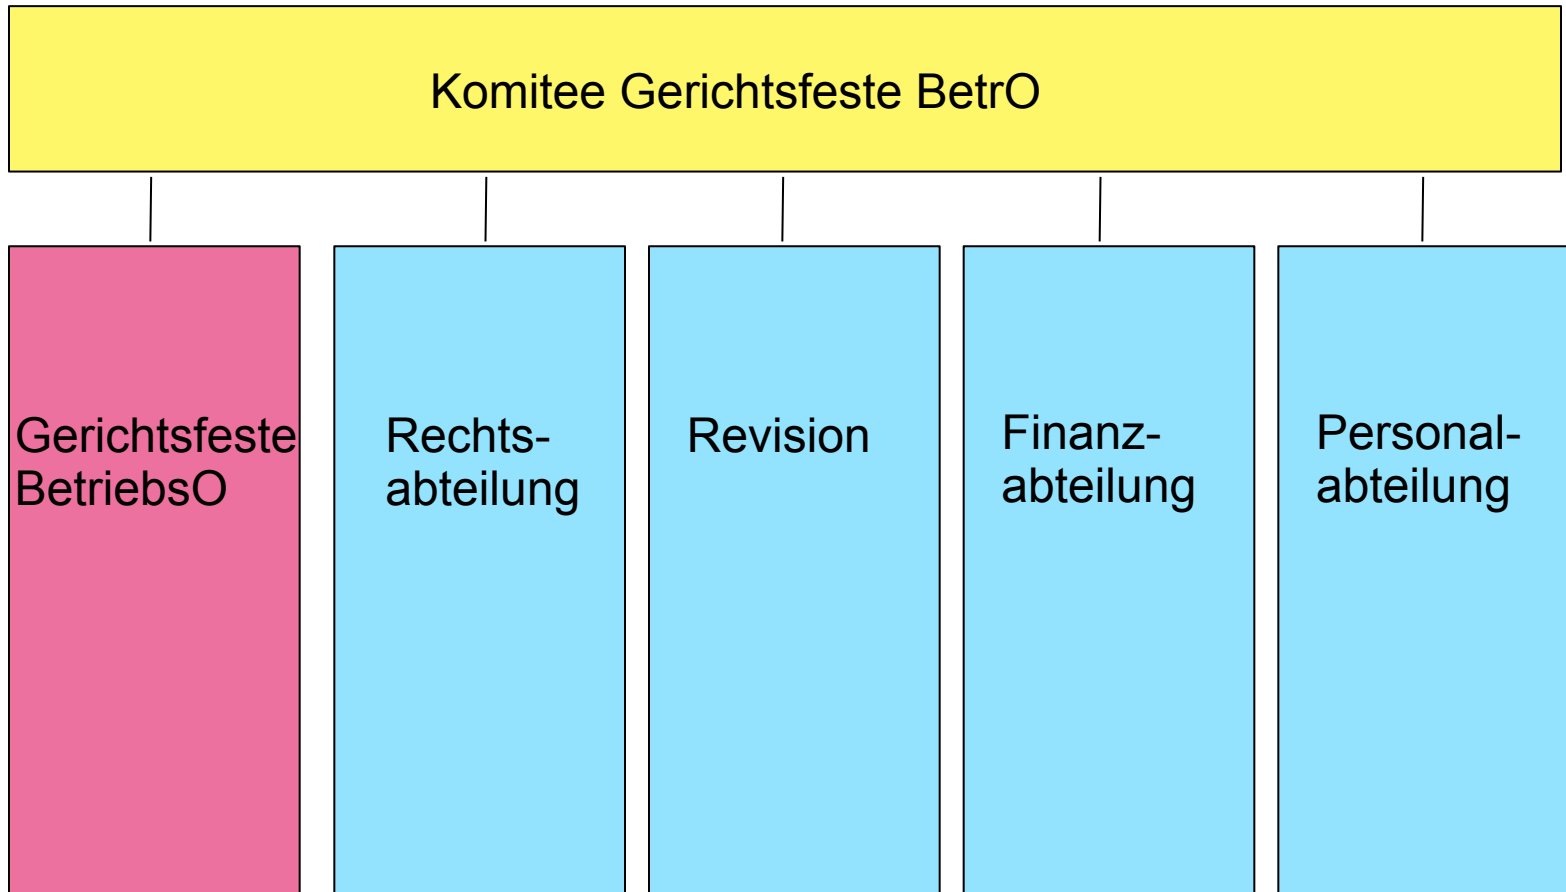 Komitee Gerichtsfeste BetrO
Gerichtsfeste
BetriebsO
Rechts-
abteilung
Revision
Finanz-
abteilung
Personal-
abteilung